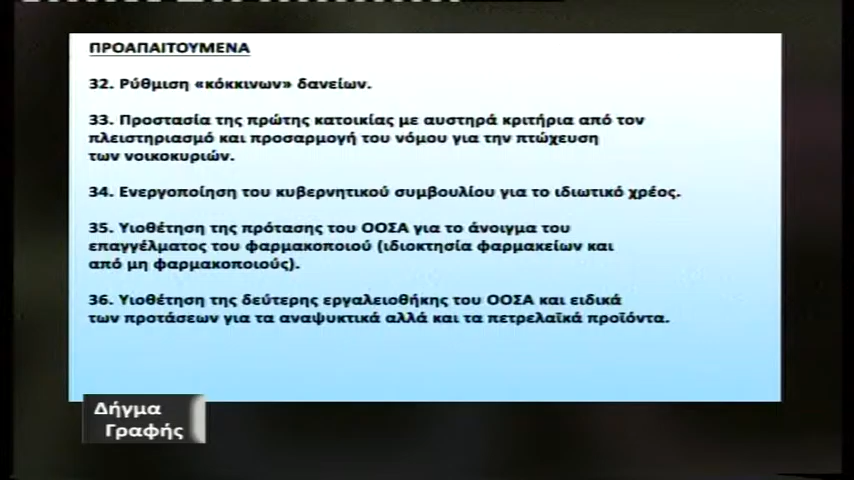 ΠΡΟΑΠΑΙΤΟΥΜΕΝΑ
32. Ρύθμιση «κόκκινων» δανείων.
33. Προστασία της πρώτης κατοικίας με αυστηρά κριτήρια από τον
πλειστηριασμό και προσαρμογή του νόμου για την πτώχευση
των νοικοκυριών.
34. Ενεργοποίηση του κυβερνητικού συμβουλίου για το ιδιωτικό χρέος.
35. Υιοθέτηση της πρότασης του ΟΟΣΑ για το άνοιγμα του
επαγγέλματος του φαρμακοποιού (ιδιοκτησία φαρμακείων και
από μη φαρμακοποιούς).
36. Υιοθέτηση της δεύτερης εργαλειοθήκης του ΟΟΣΑ και ειδικά
των προτάσεων για τα αναψυκτικά αλλά και τα πετρελαϊκά προϊόντα.
Δήγμα
Γραφής